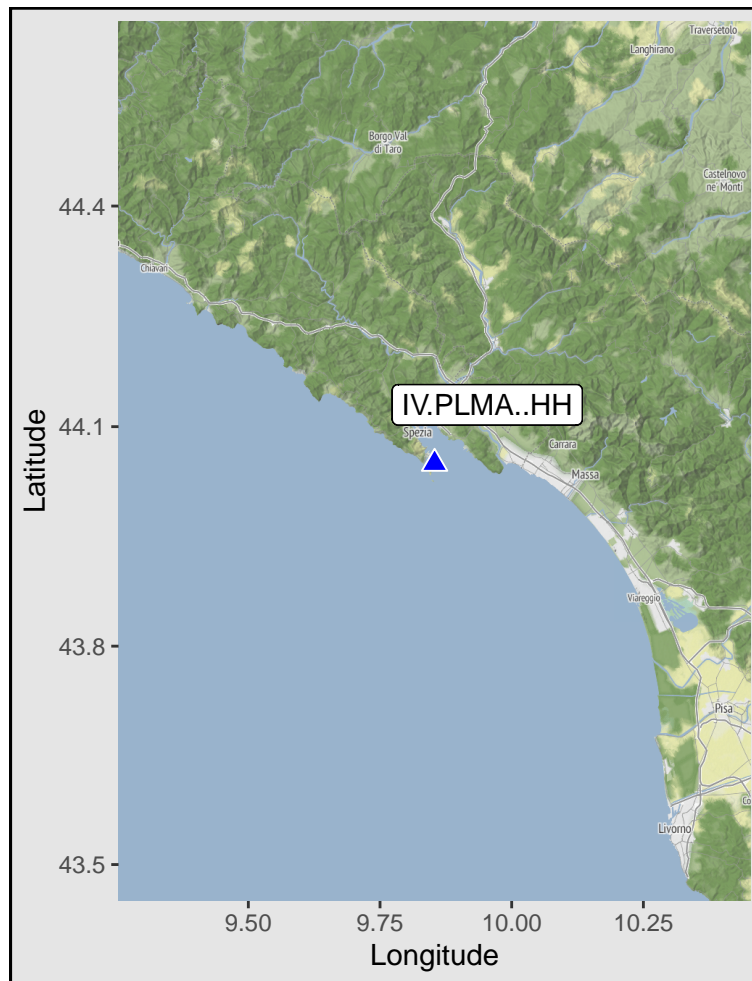 Traversetolo
Langhirano
Borgo Val
di Taro
Castelnovo
ne' Monti
44.4
Chiavari
IV.PLMA..HH
44.1
Spezia
Carrara
Massa
Latitude
Viareggio
43.8
Pisa
Co
Livorno
43.5
9.50
9.75
10.00
10.25
Longitude